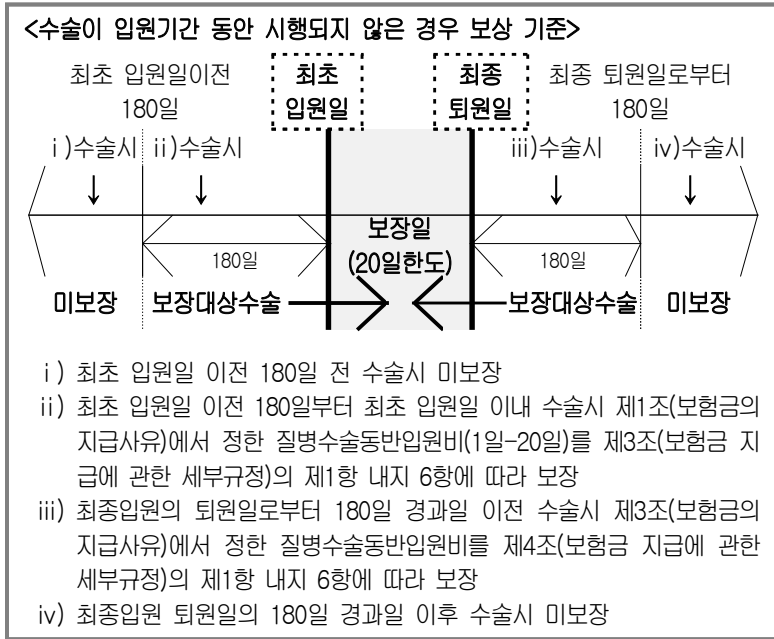 <수술이 입원기간 동안 시행되지 않은 경우 보상 기준>
최초 입원일이전 180일
최초 입원일
최종 퇴원일
최종 퇴원일로부터 180일
ⅰ)수술시 ⅱ)수술시 ⅲ)수술시 ⅳ)수술시
180일 보장일 (20일한도) 180일
미보장 보장대상수술 보장대상수술 미보장
ⅰ) 최초 입원일 이전 180일 전 수술시 미보장
ⅱ) 최초 입원일 이전 180일부터 최초 입원일 이내 수술시 제1조(보험금의
지급사유)에서 정한 질병수술동반입원비(1일-20일)를 제3조(보험금 지
급에 관한 세부규정)의 제1항 내지 6항에 따라 보장
ⅲ) 최종입원의 퇴원일로부터 180일 경과일 이전 수술시 제3조(보험금의
지급사유)에서 정한 질병수술동반입원비를 제4조(보험금 지급에 관한
세부규정)의 제1항 내지 6항에 따라 보장
ⅳ) 최종입원 퇴원일의 180일 경과일 이후 수술시 미보장